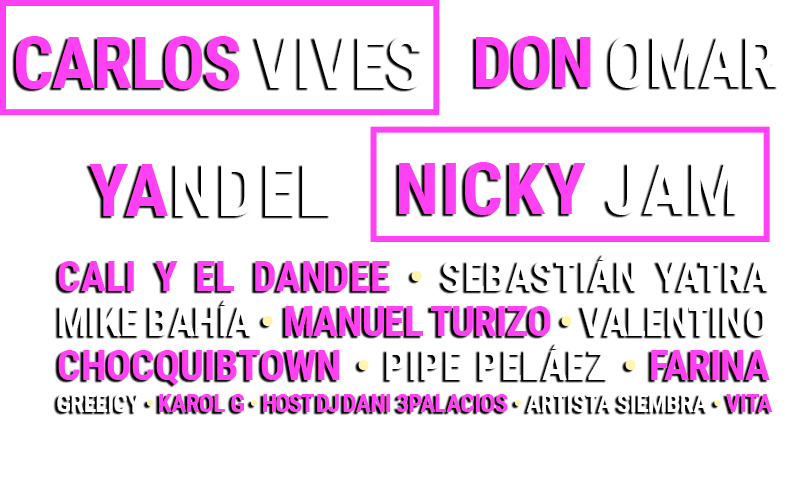 CARLOS VIVES DON OMAR
YANDEL NICKY JAM
CALI Y EL DANDEE • SEBASTIÁN YATRA
MIKE BAHÍA • MANUEL TURIZO • VALENTINO
CHOCQUIBTOWN • PIPE PELÁEZ • FARINA
GREEICY • KAROL G • HOST DJ DANI 3PALACIOS • ARTISTA SIEMBRA • VITA